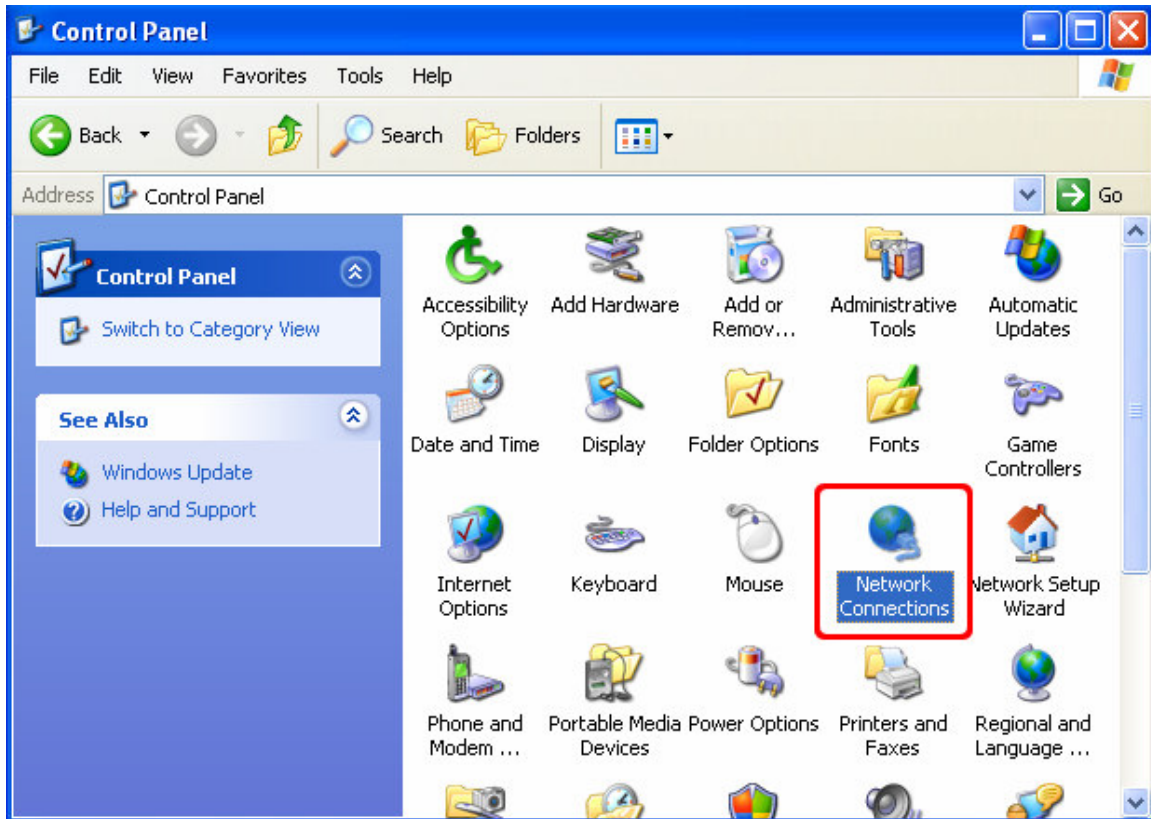 Control Panel
File Edit View Favorites Tools Help
Back Search Folders
Address Control Panel Go
Control Panel
Switch to Category View
See Also
Windows Update
Help and Support
Accessibility Options
Add Hardware
Add or Remov...
Administrative Tools
Automatic Updates
Date and Time
Display
Folder Options
Fonts
Game Controllers
Internet Options
Keyboard
Mouse
Network Connections
Network Setup Wizard
Phone and Modem ...
Portable Media Devices
Power Options
Printers and Faxes
Regional and Language ...